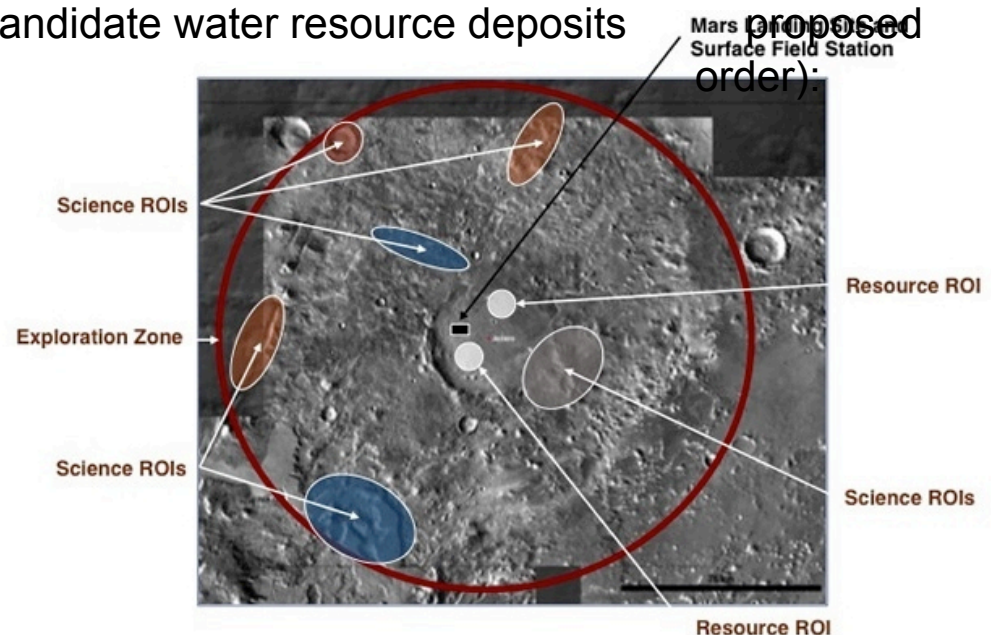 andidate water resource deposits
proposed
order):
Mars Landing Site and
Surface Field Station
Science ROIs
Resource ROI
Exploration Zone
Science ROIs
Science ROIs
Resource ROI